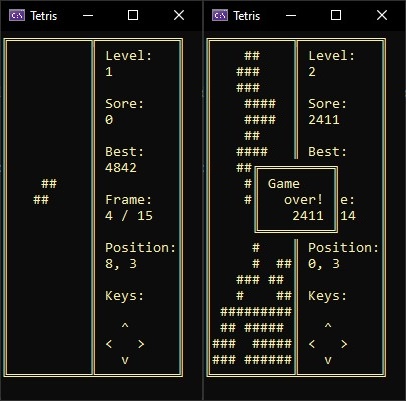 Tetris
Level:
1
Sore:
0
Best:
4842
Frame:
4 / 15
Position:
8, 3
Keys:
^
< >
v
Tetris
Level:
2
Sore:
2411
Best:
Game
over!
2411
e:
14
Position:
0, 3
Keys:
^
< >
v